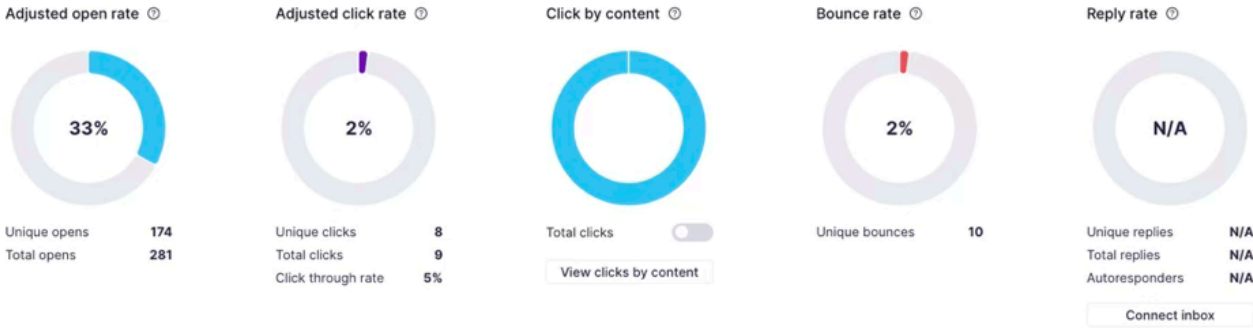 Adjusted open rate
33%
Unique opens 174
Total opens 281
Adjusted click rate
2%
Unique clicks 8
Total clicks 9
Click through rate 5%
Click by content
Total clicks
View clicks by content
Bounce rate
2%
Unique bounces 10
Reply rate
N/A
Unique replies N/A
Total replies N/A
Autoresponders N/A
Connect inbox